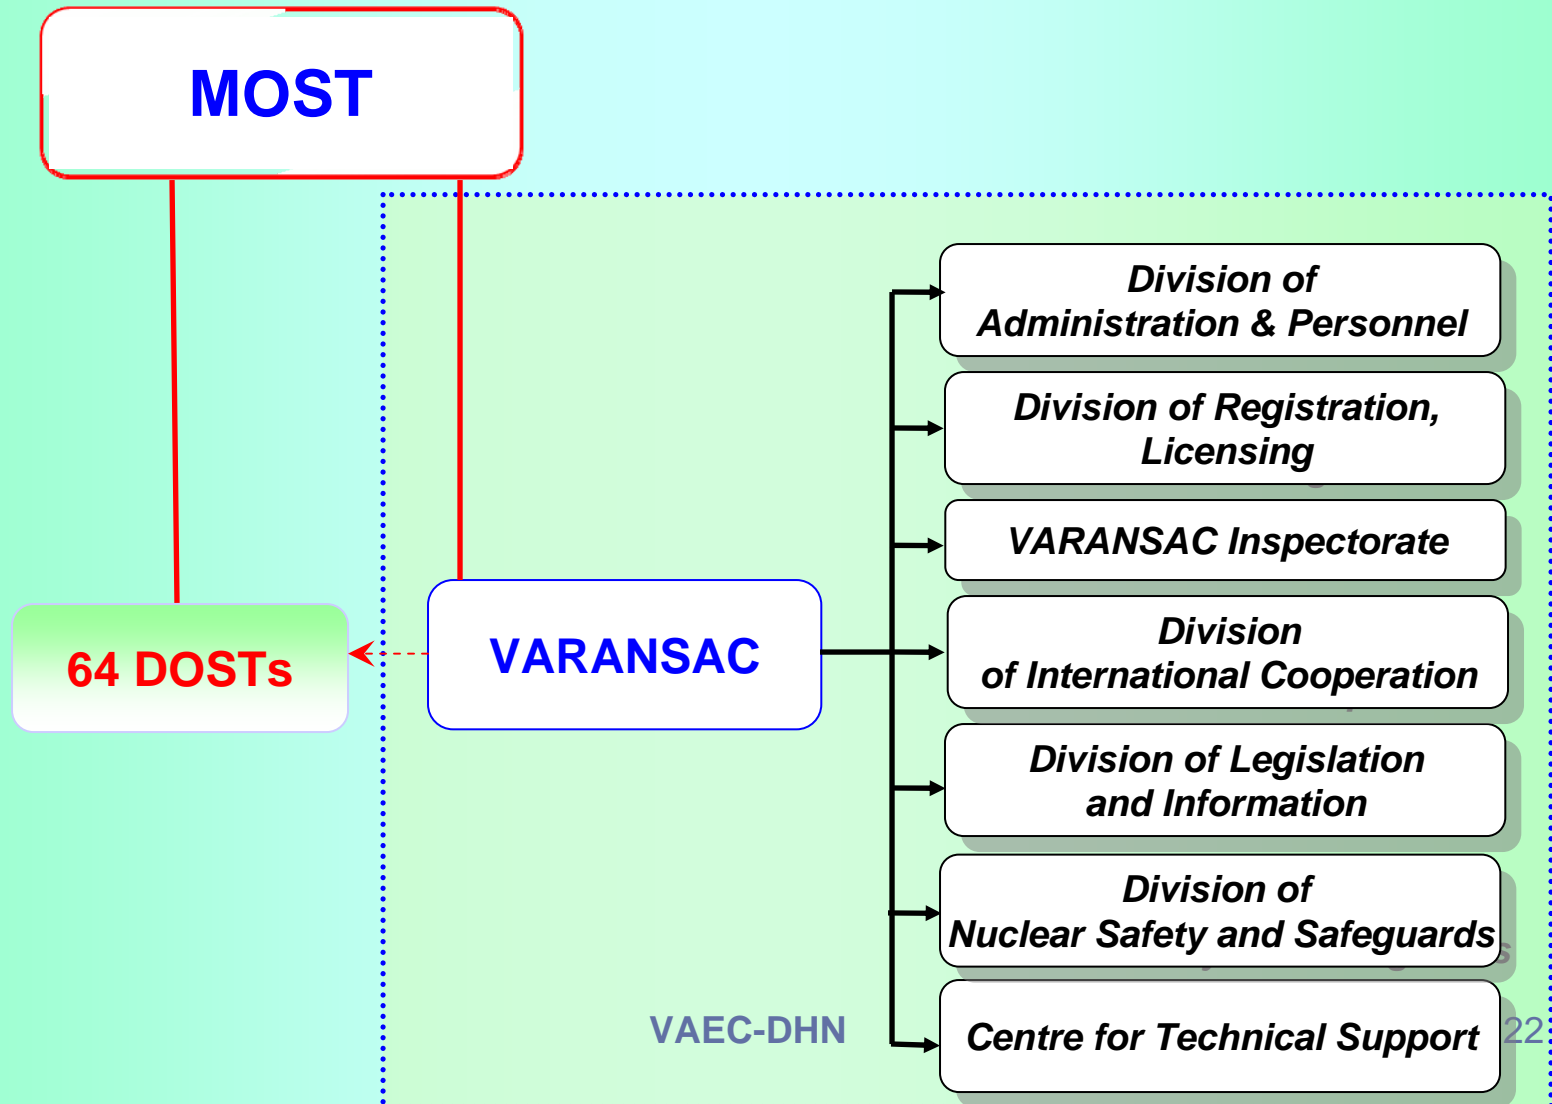 MOST
Division of
Administration & Personnel
Division of Registration,
Licensing
VARANSAC Inspectorate
Division
of International Cooperation
64 DOSTs
VARANSAC
Division of Legislation
and Information
Division of
Nuclear Safety and Safeguards
Centre for Technical Support
VAEC-DHN
22